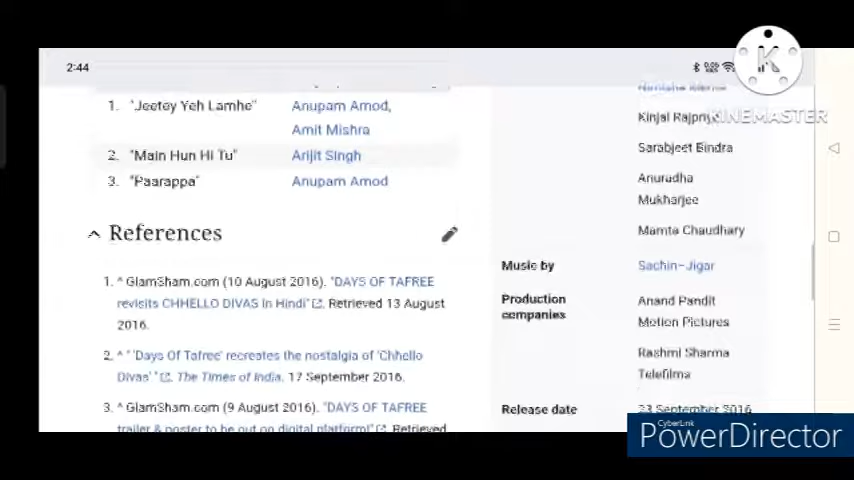 2:44
KINEMASTER
1. "Jeetey Yeh Lamhe" Anupam Amod,
Amit Mishra
2. "Main Hun Hi Tu" Arijit Singh
3. "Paarappa" Anupam Amod
References
1. ^ GlamSham.com (10 August 2016). "DAYS OF TAFREE
revisits CHHELLO DIVAS in Hindi". Retrieved 13 August
2016.
2. ^ "'Days Of Tafree' recreates the nostalgia of 'Chhello
Divas'". The Times of India. 17 September 2016.
3. ^ GlamSham.com (9 August 2016). "DAYS OF TAFREE
trailer & poster to be out on digital platform!". Retrieved
Kinjal Rajpriya
Sarabjeet Bindra
Anuradha
Mukharjee
Mamta Chaudhary
Music by Sachin–Jigar
Production Anand Pandit
companies Motion Pictures
Rashmi Sharma
Telefilms
Release date 23 September 2016
CyberLink
PowerDirector